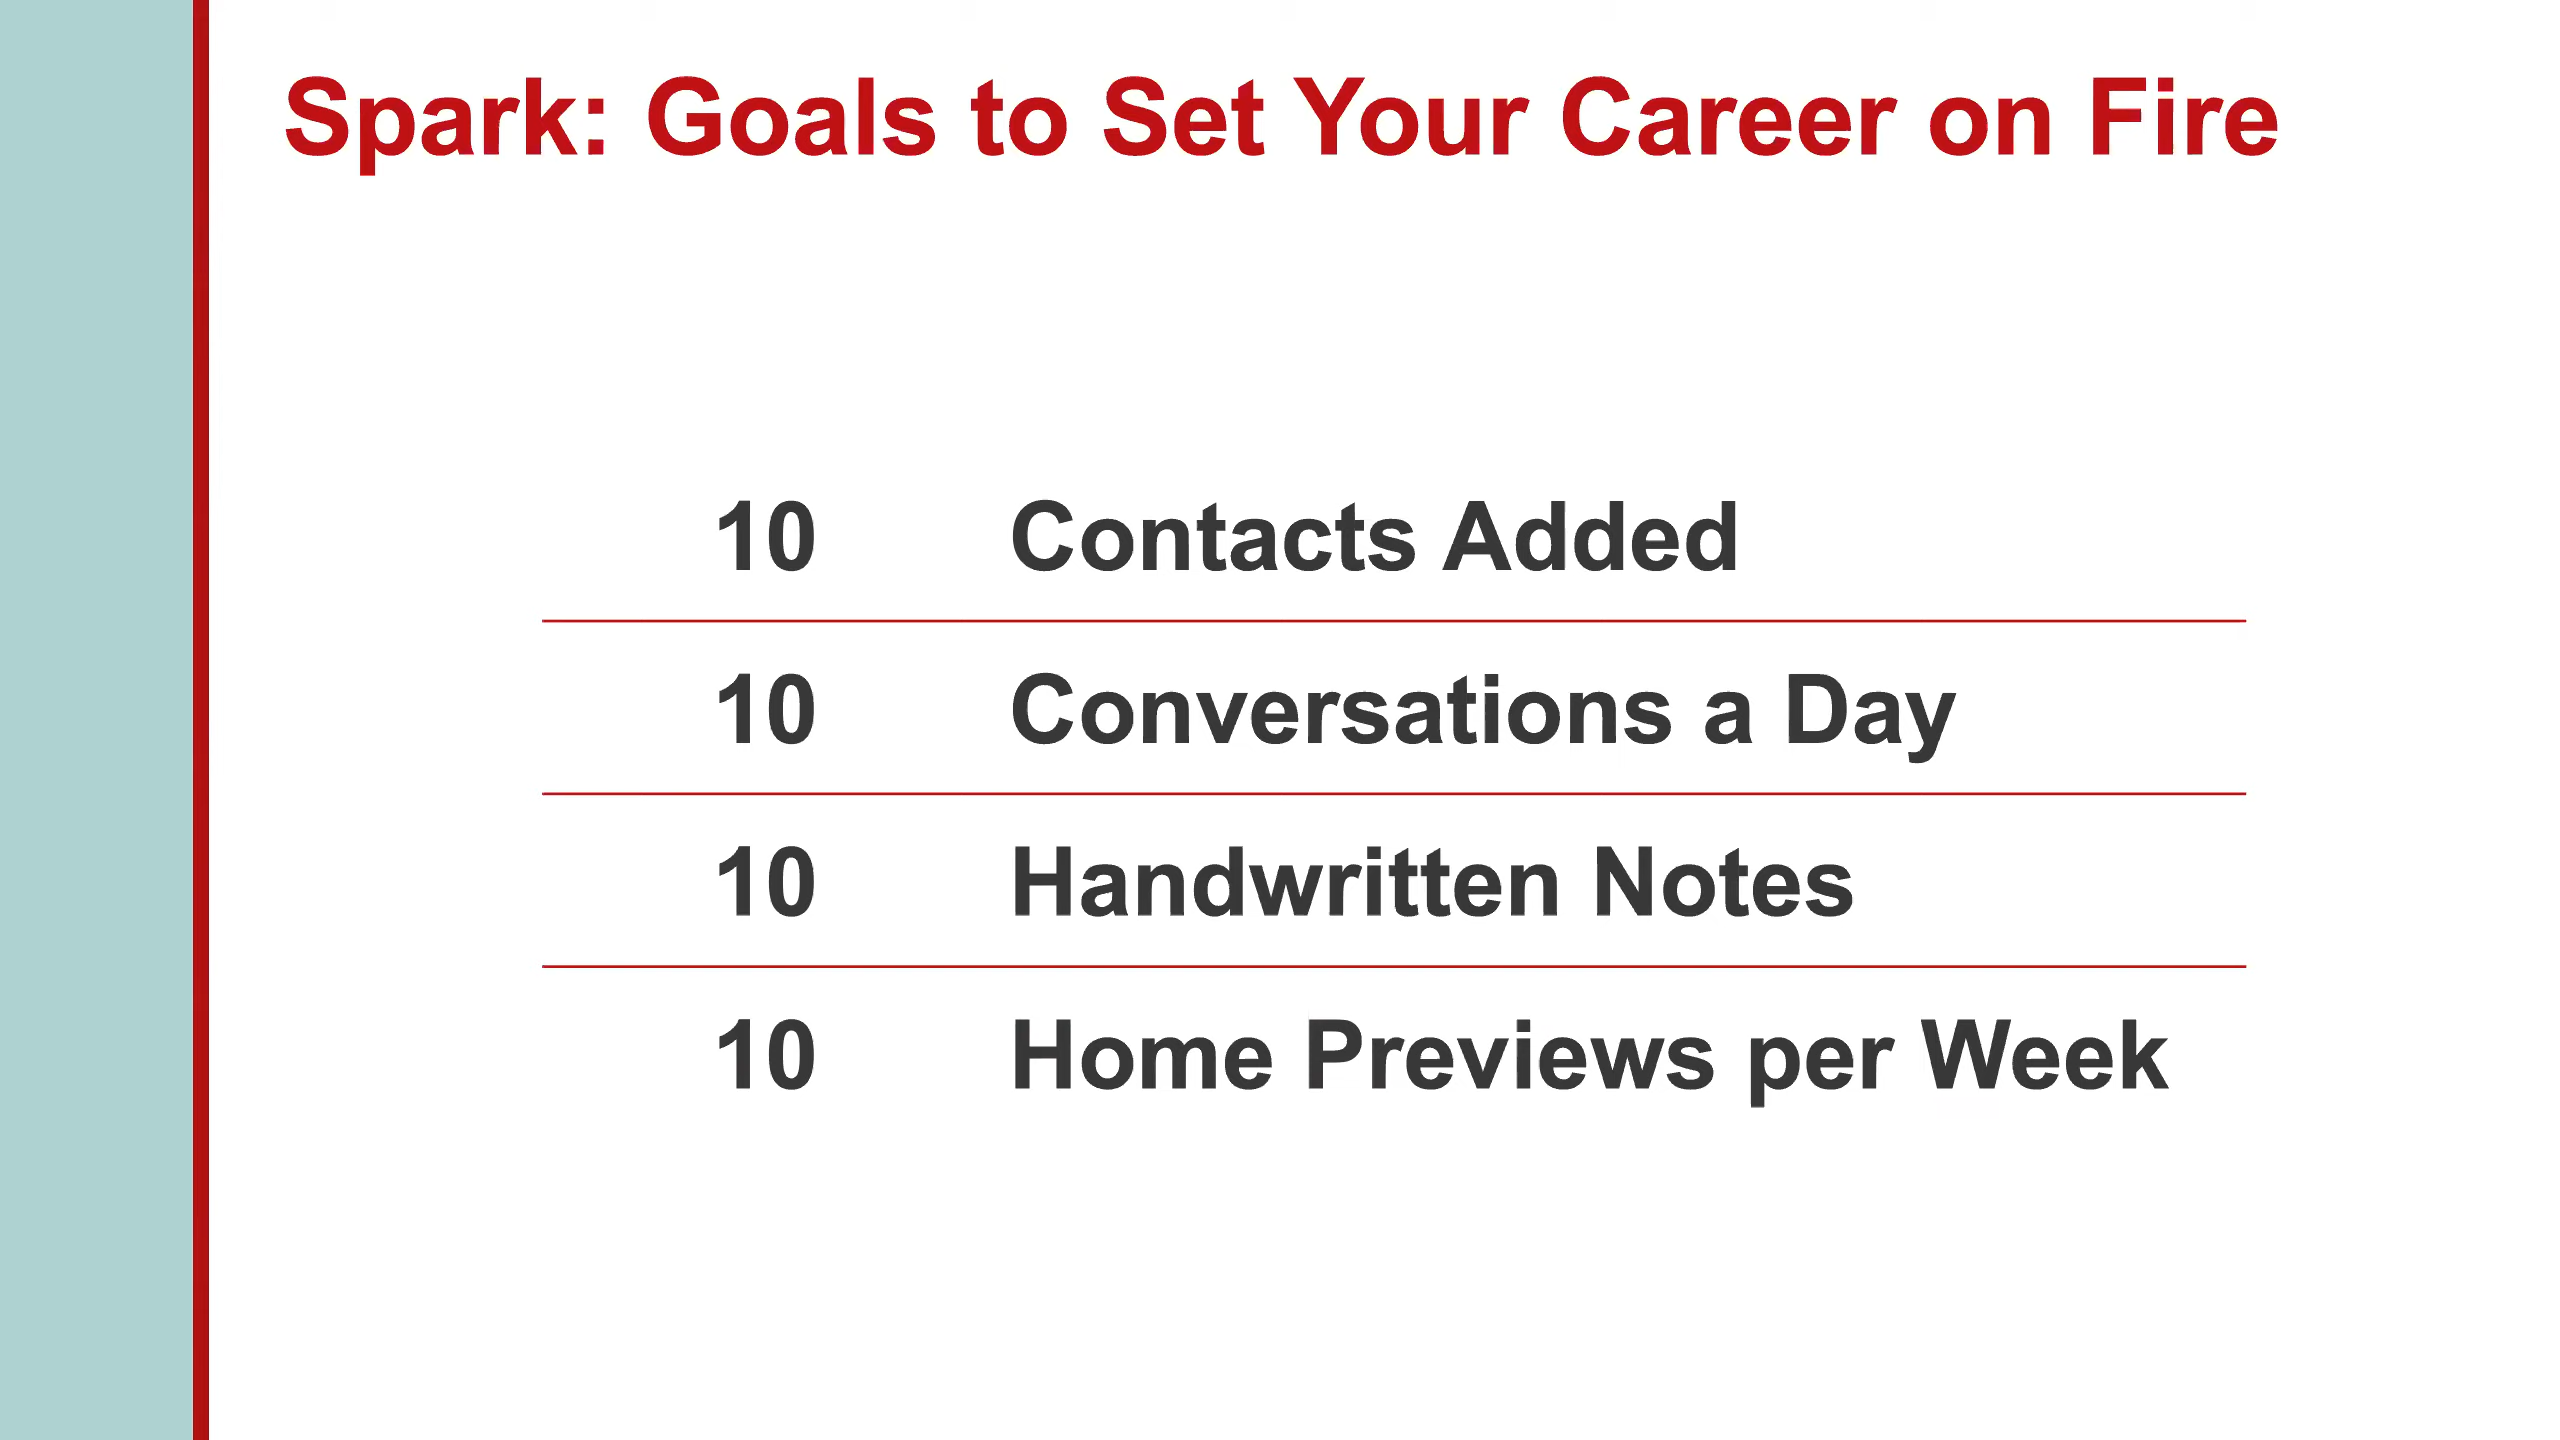 Spark: Goals to Set Your Career on Fire
10 Contacts Added
10 Conversations a Day
10 Handwritten Notes
10 Home Previews per Week